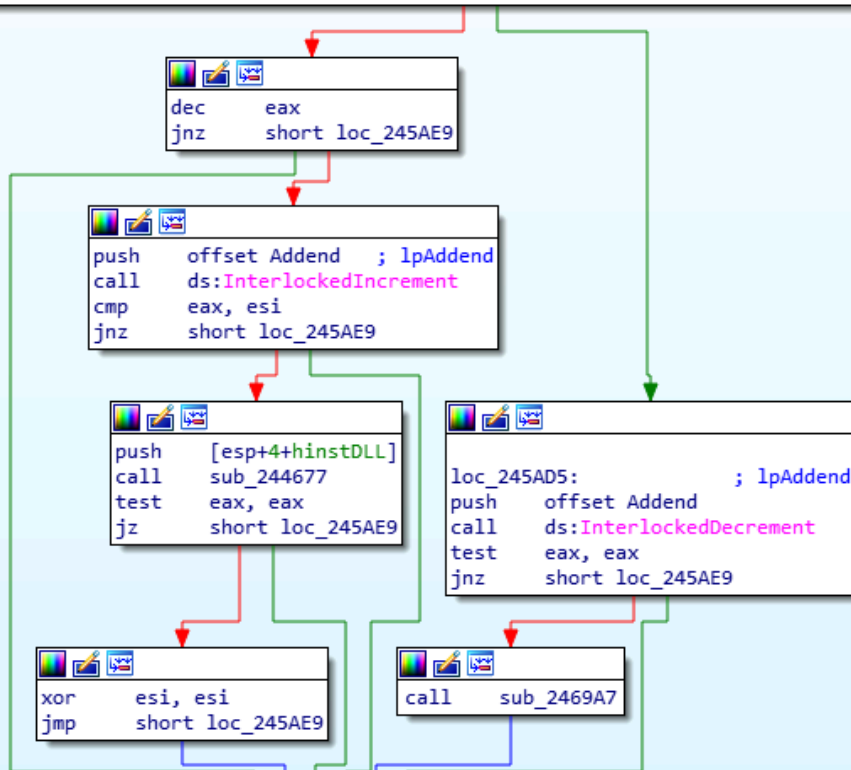 dec eax
jnz short loc_245AE9
push offset Addend ; lpAddend
call ds:InterlockedIncrement
cmp eax, esi
jnz short loc_245AE9
push [esp+4+hinstDLL]
call sub_244677
test eax, eax
jz short loc_245AE9
loc_245AD5: ; lpAddend
push offset Addend
call ds:InterlockedDecrement
test eax, eax
jnz short loc_245AE9
xor esi, esi
jmp short loc_245AE9
call sub_2469A7